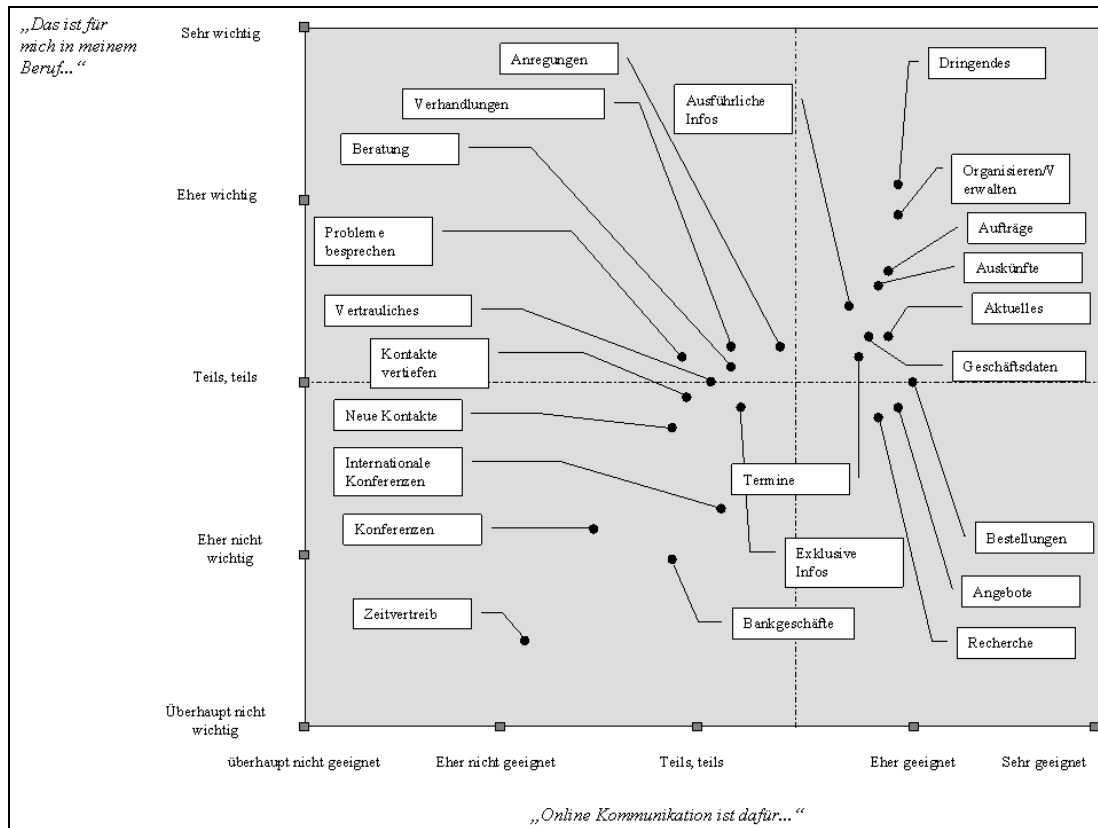 „Das ist für
mich in meinem
Beruf...“
Sehr wichtig
Anregungen
Dringendes
Verhandlungen
Ausführliche
Infos
Beratung
Organisieren/V
erwalten
Eher wichtig
Probleme
besprechen
Aufträge
Auskünfte
Vertrauliches
Aktuelles
Kontakte
vertiefen
Geschäftsdaten
Teils, teils
Neue Kontakte
Internationale
Konferenzen
Termine
Konferenzen
Eher nicht
wichtig
Bestellungen
Exklusive
Infos
Angebote
Zeitvertreib
Bankgeschäfte
Recherche
Überhaupt nicht
wichtig
überhaupt nicht geeignet
Eher nicht geeignet
Teils, teils
Eher geeignet
Sehr geeignet
„Online Kommunikation ist dafür...“